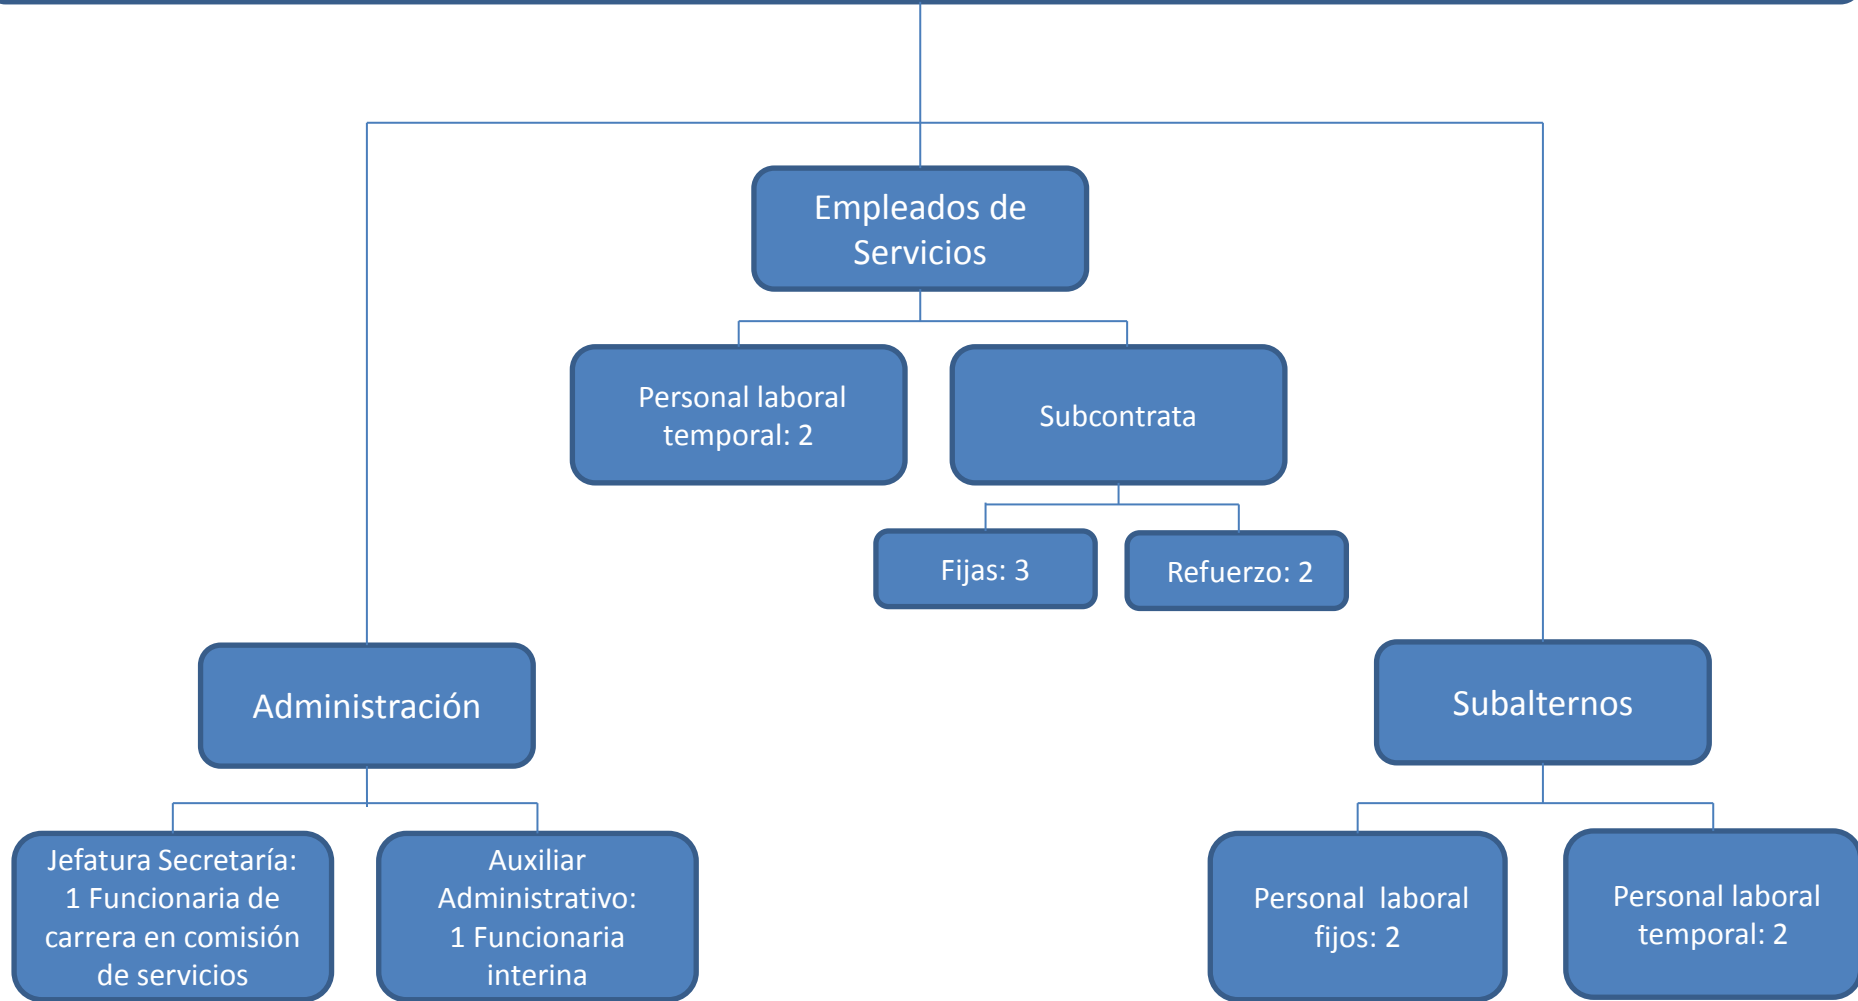 Empleados de
Servicios
Personal laboral
temporal: 2
Subcontrata
Fijas: 3
Refuerzo: 2
Administración
Subalternos
Jefatura Secretaría:
1 Funcionaria de
carrera en comisión
de servicios
Auxiliar
Administrativo:
1 Funcionaria
interina
Personal laboral
fijos: 2
Personal laboral
temporal: 2